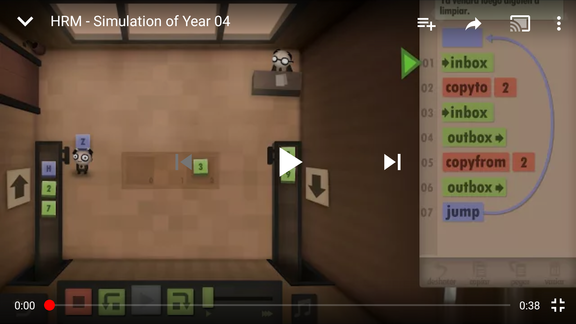 HRM - Simulation of Year 04
limpiar.
01 inbox
02 copyto 2
03 inbox
04 outbox
05 copyfrom 2
06 outbox
07 jump
Z
H
2
7
3
0:00
0:38